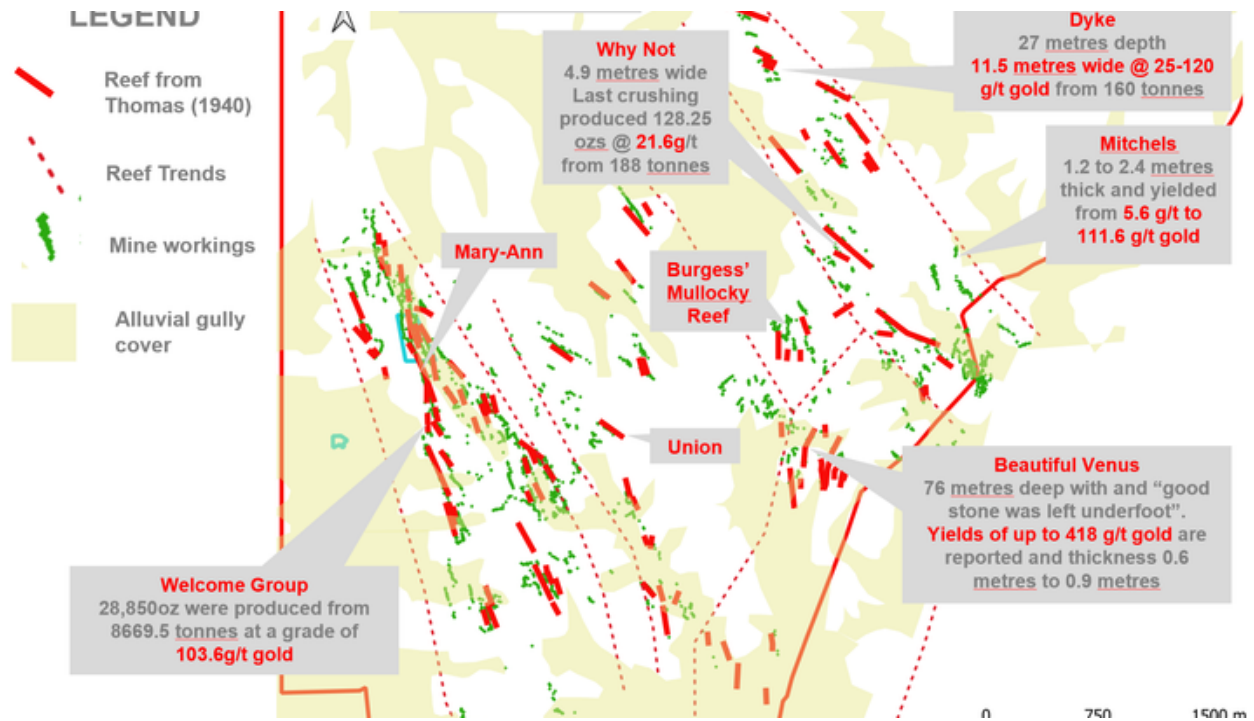 LEGEND
Reef from
Thomas (1940)
Reef Trends
Mine workings
Alluvial gully
cover
Why Not
4.9 metres wide
Last crushing
produced 128.25
ozs @ 21.6g/t
from 188 tonnes
Dyke
27 metres depth
11.5 metres wide @ 25-120
g/t gold from 160 tonnes
Mitchels
1.2 to 2.4 metres
thick and yielded
from 5.6 g/t to
111.6 g/t gold
Mary-Ann
Burgess’
Mullocky
Reef
Union
Beautiful Venus
76 metres deep with and “good
stone was left underfoot”.
Yields of up to 418 g/t gold are
reported and thickness 0.6
metres to 0.9 metres
Welcome Group
28,850oz were produced from
8669.5 tonnes at a grade of
103.6g/t gold
0 750 1500 m